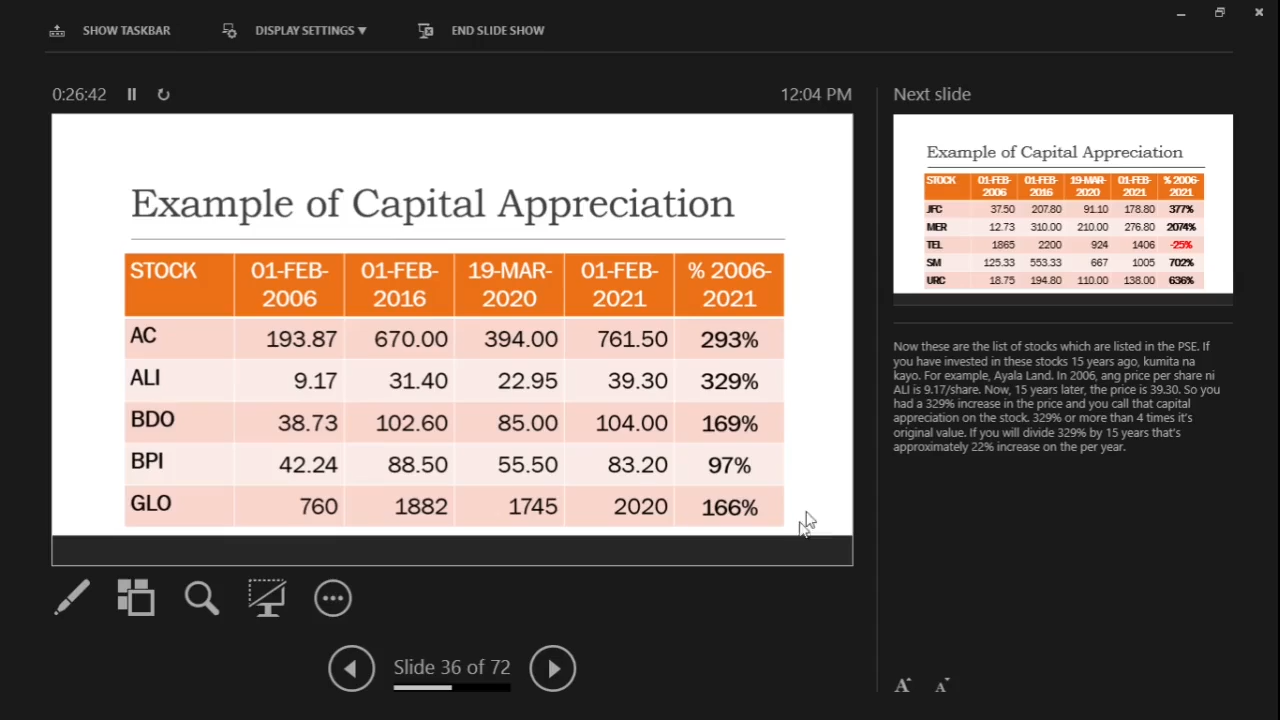 SHOW TASKBAR DISPLAY SETTINGS ▼ END SLIDE SHOW
0:26:42 12:04 PM
Example of Capital Appreciation
STOCK 01-FEB-2006 01-FEB-2016 19-MAR-2020 01-FEB-2021 % 2006-2021
AC 193.87 670.00 394.00 761.50 293%
ALI 9.17 31.40 22.95 39.30 329%
BDO 38.73 102.60 85.00 104.00 169%
BPI 42.24 88.50 55.50 83.20 97%
GLO 760 1882 1745 2020 166%
Slide 36 of 72
Next slide
Example of Capital Appreciation
STOCK 01-FEB-2006 01-FEB-2016 19-MAR-2020 01-FEB-2021 % 2006-2021
JFC 37.50 207.80 91.10 178.80 377%
MER 12.73 310.00 210.00 276.80 2074%
TEL 1865 2200 924 1406 -25%
SM 125.33 553.33 667 1005 702%
URC 18.75 194.80 110.00 138.00 636%
Now these are the list of stocks which are listed in the PSE. If
you have invested in these stocks 15 years ago, kumita na
kayo. For example, Ayala Land. In 2006, ang price per share ni
ALI is 9.17/share. Now, 15 years later, the price is 39.30. So you
had a 329% increase in the price and you call that capital
appreciation on the stock. 329% or more than 4 times it's
original value. If you will divide 329% by 15 years that's
approximately 22% increase on the per year.
A A